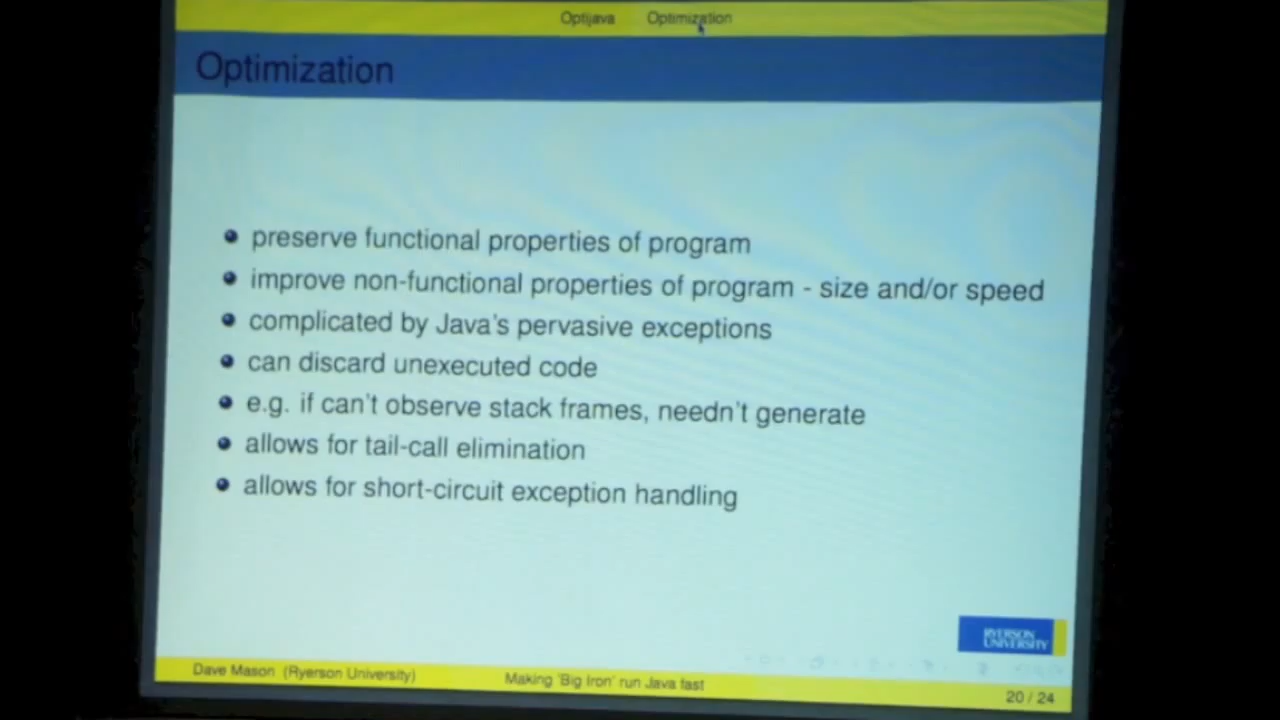 Optijava Optimization
Optimization
preserve functional properties of program
improve non-functional properties of program - size and/or speed
complicated by Java's pervasive exceptions
can discard unexecuted code
e.g. if can't observe stack frames, needn't generate
allows for tail-call elimination
allows for short-circuit exception handling
RYERSON
UNIVERSITY
Dave Mason (Ryerson University) Making 'Big Iron' run Java fast 20 / 24